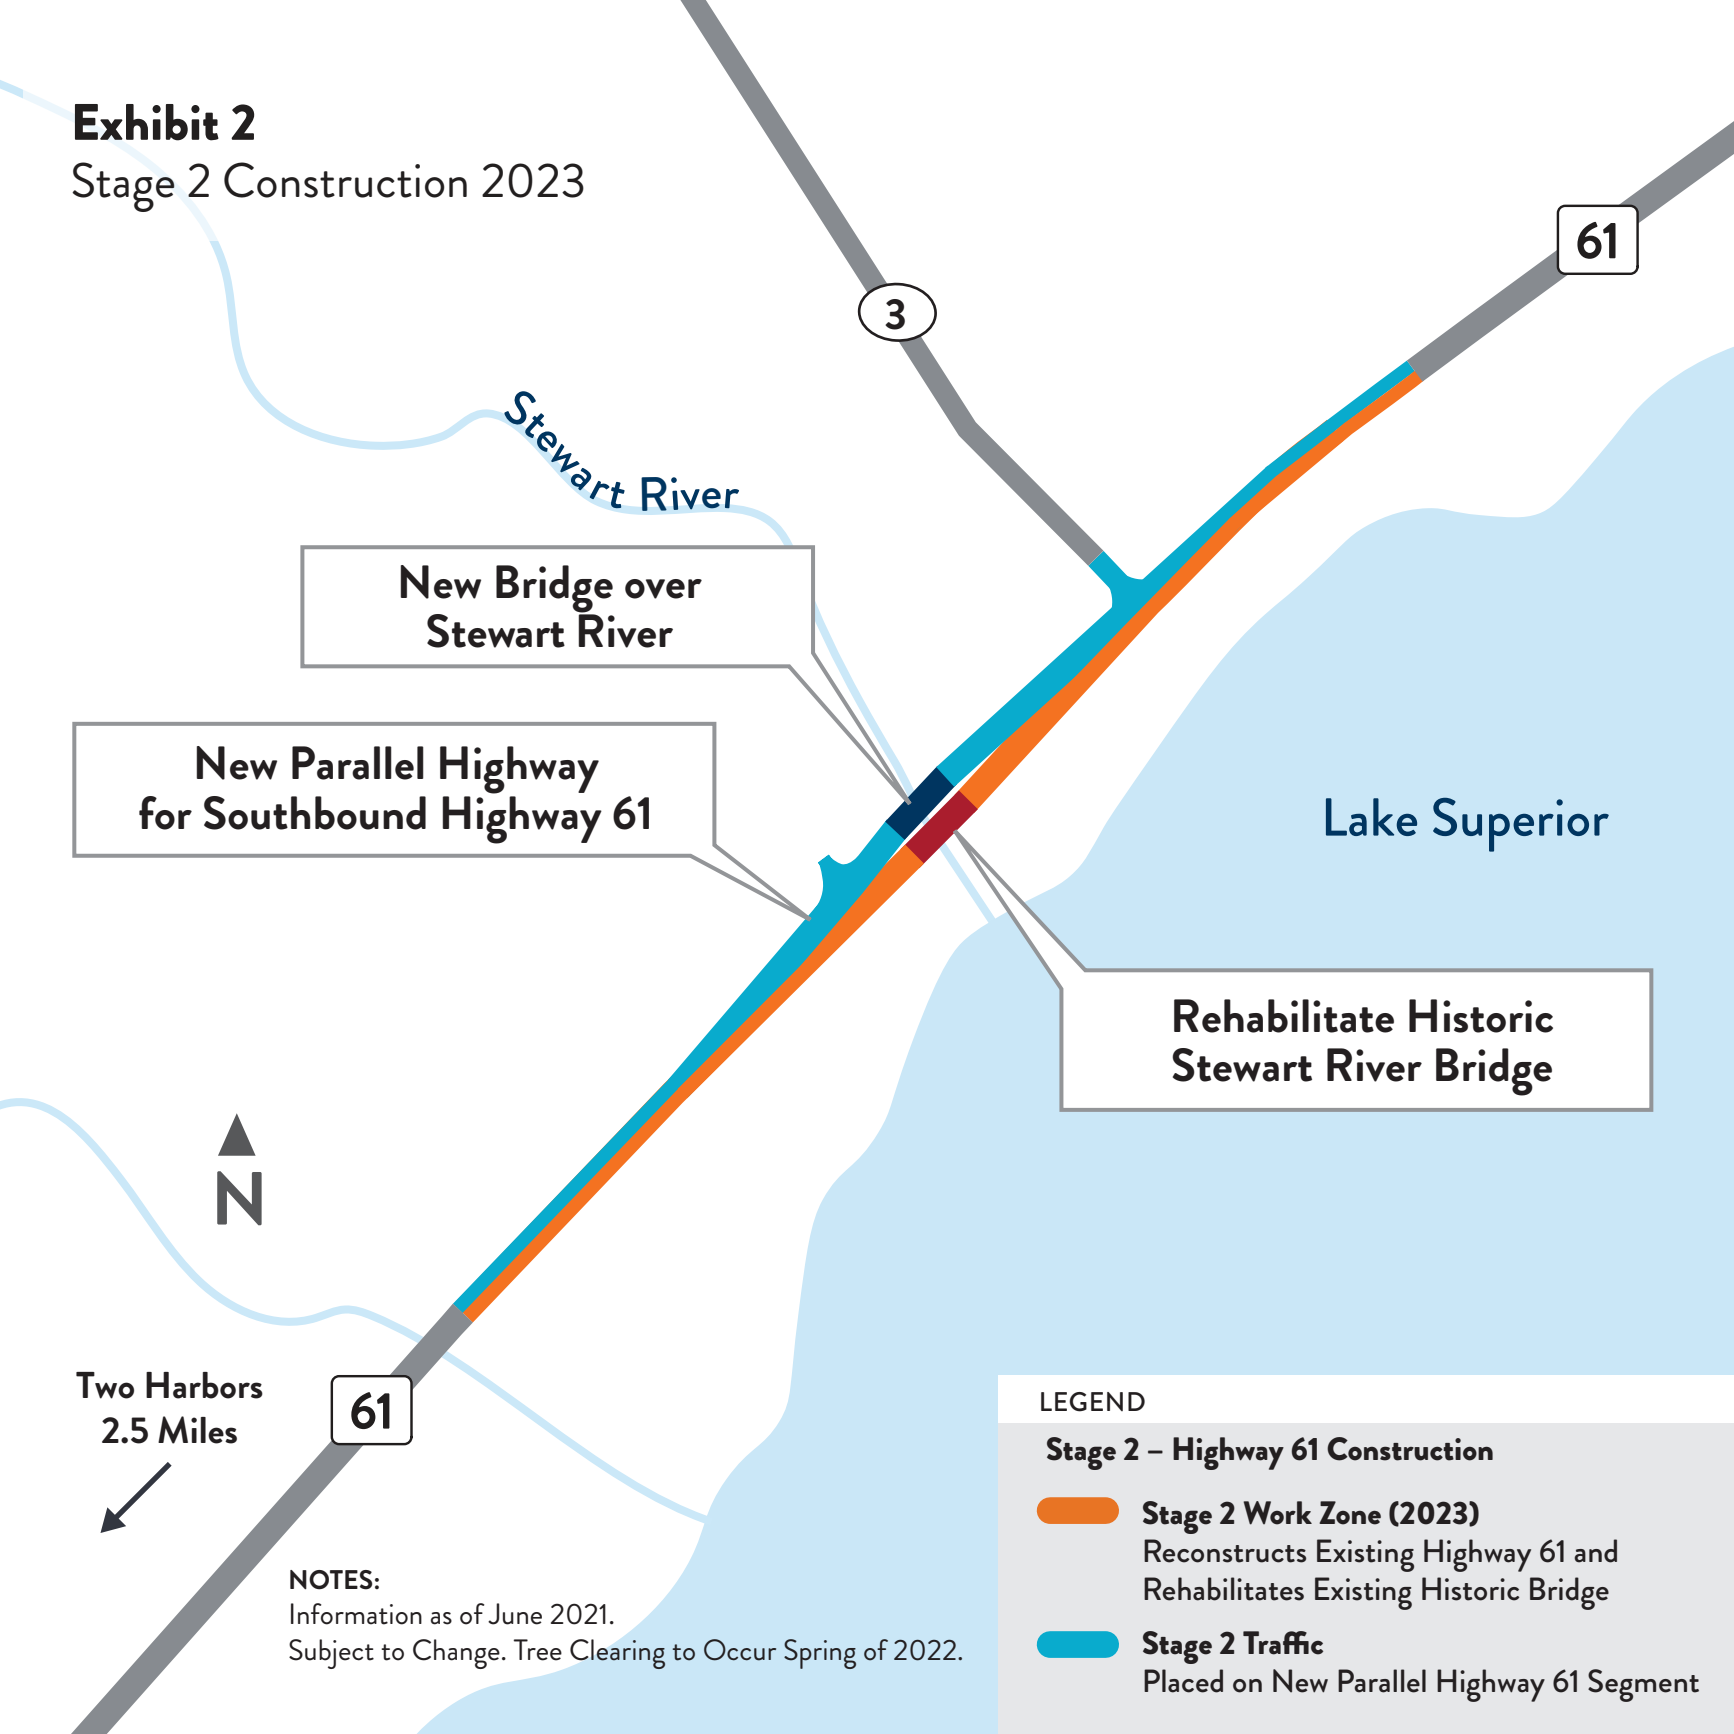 Exhibit 2
Stage 2 Construction 2023
61
3
Stewart River
New Bridge over
Stewart River
New Parallel Highway
for Southbound Highway 61
Lake Superior
Rehabilitate Historic
Stewart River Bridge
N
Two Harbors
2.5 Miles
61
NOTES:
Information as of June 2021.
Subject to Change. Tree Clearing to Occur Spring of 2022.
LEGEND
Stage 2 – Highway 61 Construction
Stage 2 Work Zone (2023)
Reconstructs Existing Highway 61 and
Rehabilitates Existing Historic Bridge
Stage 2 Traffic
Placed on New Parallel Highway 61 Segment